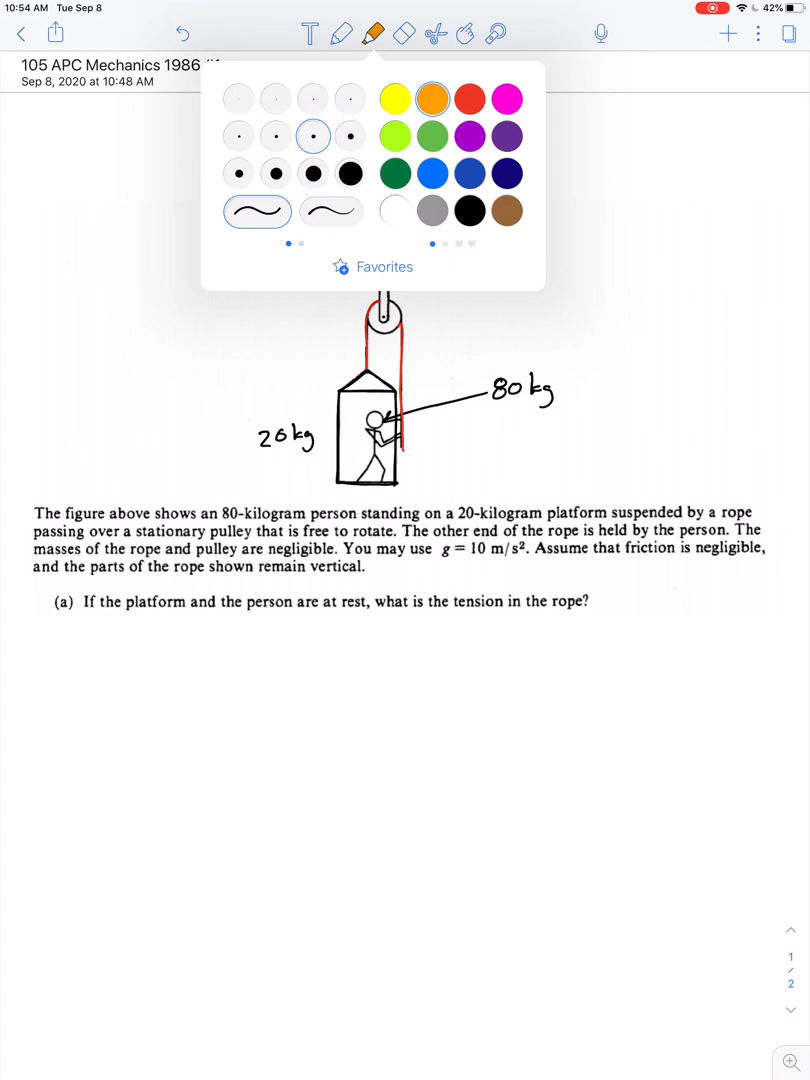 10:54 AM Tue Sep 8
42%
105 APC Mechanics 1986
Sep 8, 2020 at 10:48 AM
Favorites
80 kg
20 kg
The figure above shows an 80-kilogram person standing on a 20-kilogram platform suspended by a rope
passing over a stationary pulley that is free to rotate. The other end of the rope is held by the person. The
masses of the rope and pulley are negligible. You may use g = 10 m/s². Assume that friction is negligible,
and the parts of the rope shown remain vertical.
(a) If the platform and the person are at rest, what is the tension in the rope?
1
/
2